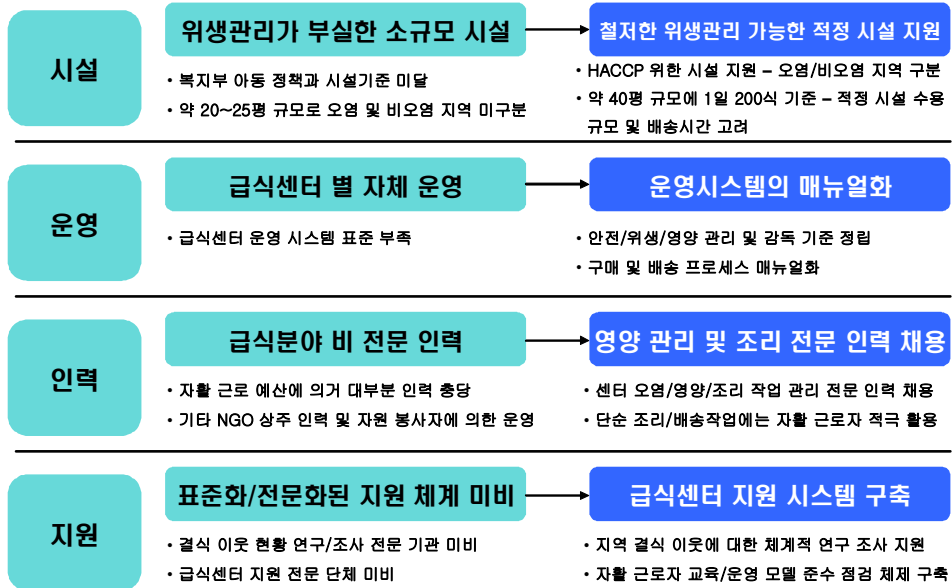 시설
위생관리가 부실한 소규모 시설
철저한 위생관리 가능한 적정 시설 지원
• 복지부 아동 정책과 시설기준 미달
• 약 20~25평 규모로 오염 및 비오염 지역 미구분
• HACCP 위한 시설 지원 – 오염/비오염 지역 구분
• 약 40평 규모에 1일 200식 기준 – 적정 시설 수용
규모 및 배송시간 고려
운영
급식센터 별 자체 운영
운영시스템의 매뉴얼화
• 급식센터 운영 시스템 표준 부족
• 안전/위생/영양 관리 및 감독 기준 정립
• 구매 및 배송 프로세스 매뉴얼화
인력
급식분야 비 전문 인력
영양 관리 및 조리 전문 인력 채용
• 자활 근로 예산에 의거 대부분 인력 충당
• 기타 NGO 상주 인력 및 자원 봉사자에 의한 운영
• 센터 오염/영양/조리 작업 관리 전문 인력 채용
• 단순 조리/배송작업에는 자활 근로자 적극 활용
지원
표준화/전문화된 지원 체계 미비
급식센터 지원 시스템 구축
• 결식 이웃 현황 연구/조사 전문 기관 미비
• 급식센터 지원 전문 단체 미비
• 지역 결식 이웃에 대한 체계적 연구 조사 지원
• 자활 근로자 교육/운영 모델 준수 점검 체제 구축